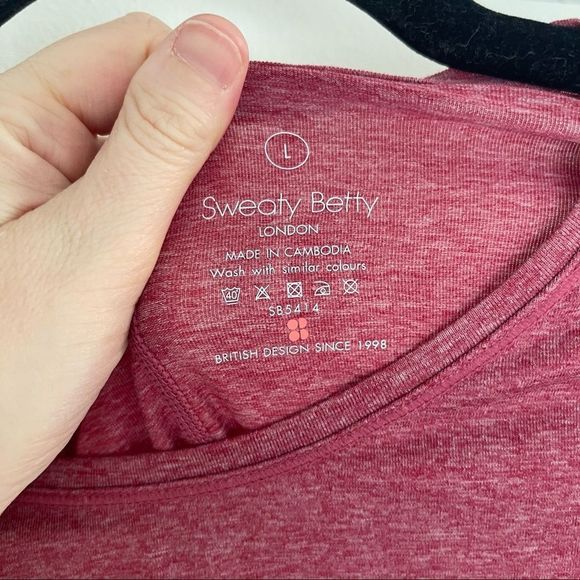 L
Sweaty Betty
LONDON
MADE IN CAMBODIA
Wash with similar colours
40
SB5414
BRITISH DESIGN SINCE 1998